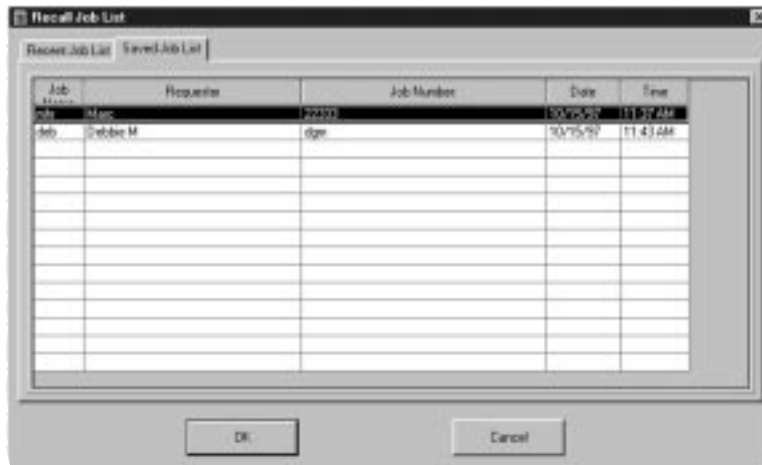 Recall Job List
Recent Job List Saved Job List
Job Requester Job Number Date Time
Marc 22333 10/15/97 11:37 AM
deb Debbie M dgw 10/15/97 11:43 AM
OK Cancel